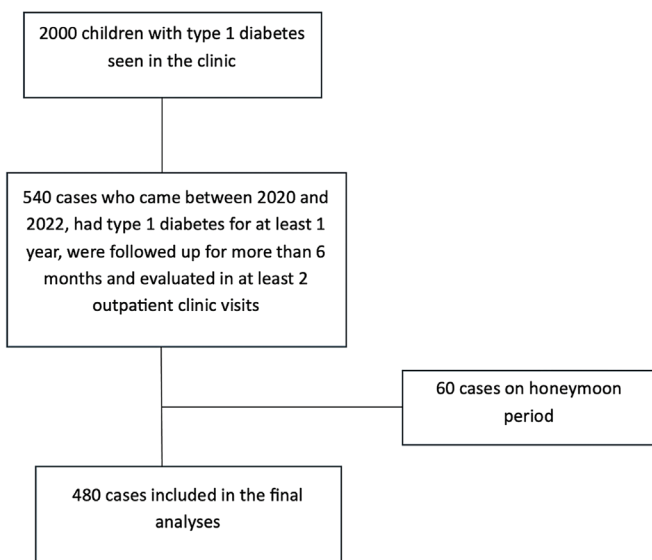 2000 children with type 1 diabetes
seen in the clinic
540 cases who came between 2020 and
2022, had type 1 diabetes for at least 1
year, were followed up for more than 6
months and evaluated in at least 2
outpatient clinic visits
60 cases on honeymoon
period
480 cases included in the final
analyses